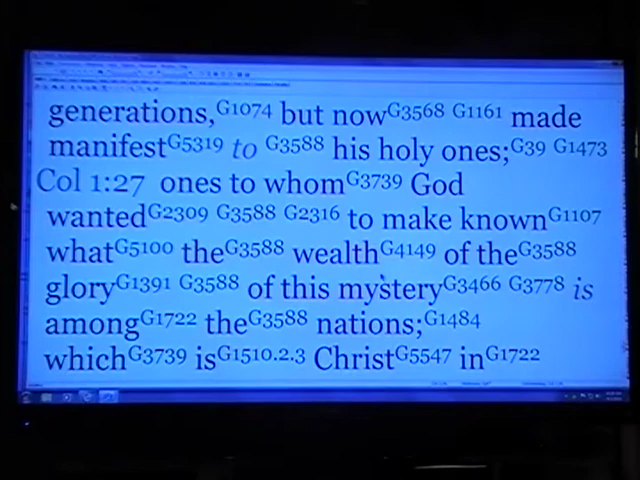 generations,G1074 but nowG3568 G1161 made
manifestG5319 to G3588 his holy ones;G39 G1473
Col 1:27 ones to whomG3739 God
wantedG2309 G3588 G2316 to make knownG1107
whatG5100 theG3588 wealthG4149 of theG3588
gloryG1391 G3588 of this mysteryG3466 G3778 is
amongG1722 theG3588 nations;G1484
whichG3739 isG1510.2.3 ChristG5547 inG1722